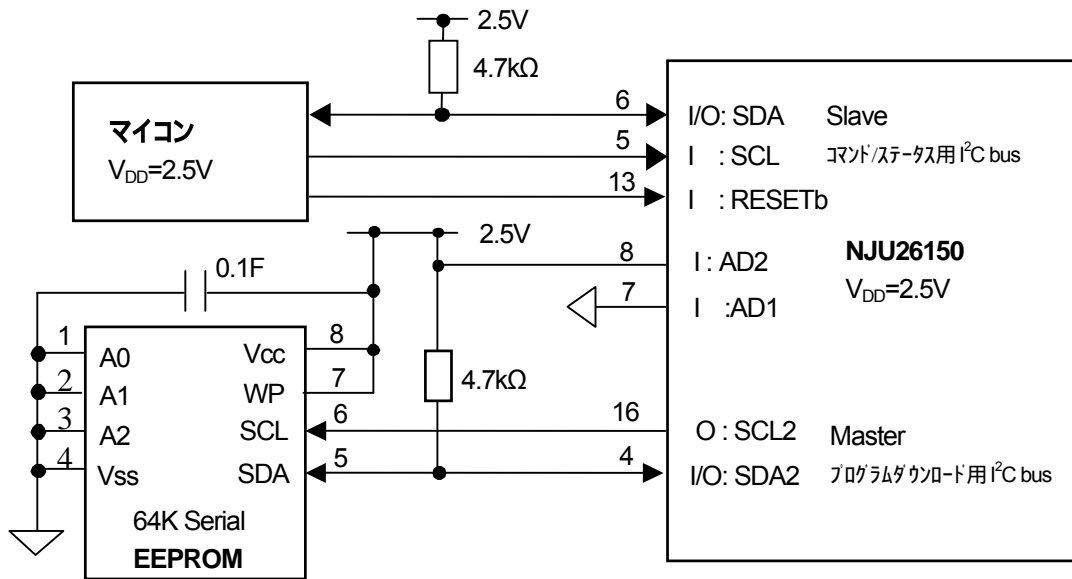 2.5V
4.7kΩ
マイコン
VDD=2.5V
6
5
13
I/O: SDA Slave
I : SCL コマンド/ステータス用 I²C bus
I : RESETb
2.5V
0.1F
8
7
I : AD2
I :AD1
NJU26150
VDD=2.5V
1
2
3
4
A0
A1
A2
Vss
Vcc
WP
SCL
SDA
8
7
6
5
4.7kΩ
16
4
O : SCL2 Master
I/O: SDA2 プログラムダウンロード用 I²C bus
64K Serial
EEPROM